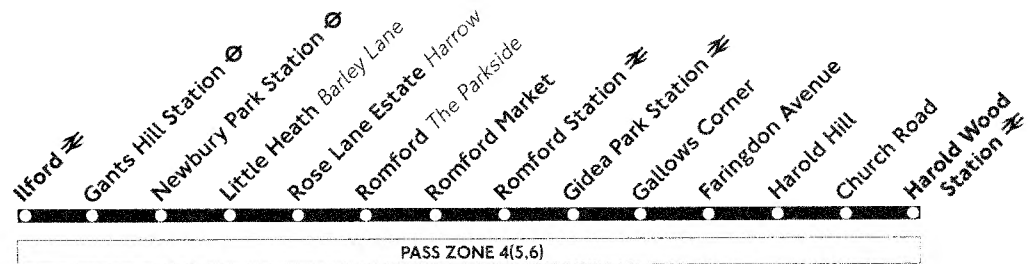 Ilford
Gants Hill Station
Newbury Park Station
Little Heath Barley Lane
Rose Lane Estate Harrow
Romford The Parkside
Romford Market
Romford Station
Gidea Park Station
Gallows Corner
Faringdon Avenue
Harold Hill
Church Road
Harold Wood
Station
PASS ZONE 4(5,6)